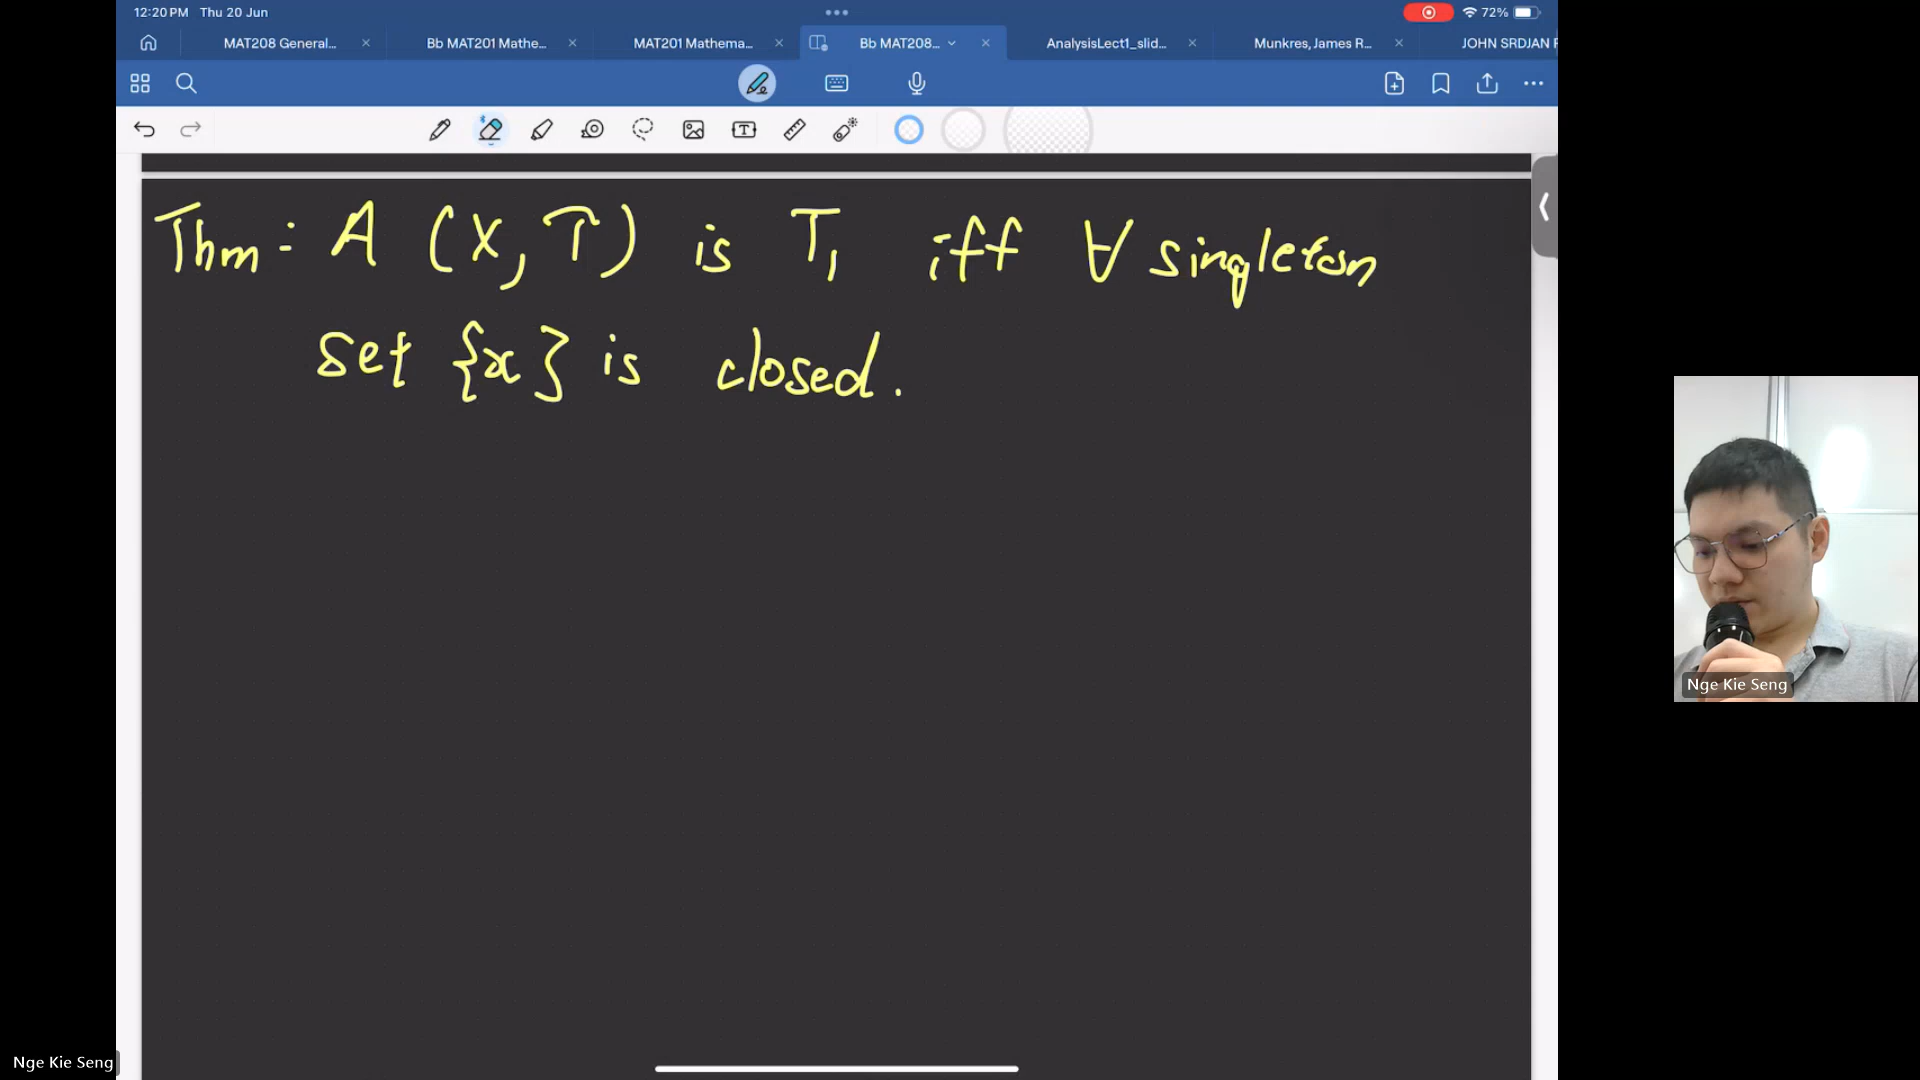 12:20 PM Thu 20 Jun
72%
MAT208 General...
Bb MAT201 Mathe...
MAT201 Mathema...
Bb MAT208...
AnalysisLect1_slid...
Munkres, James R...
JOHN SRDJAN
Thm: A (X, T) is T₁ iff ∀ singleton
set {x} is closed.
Nge Kie Seng
Nge Kie Seng